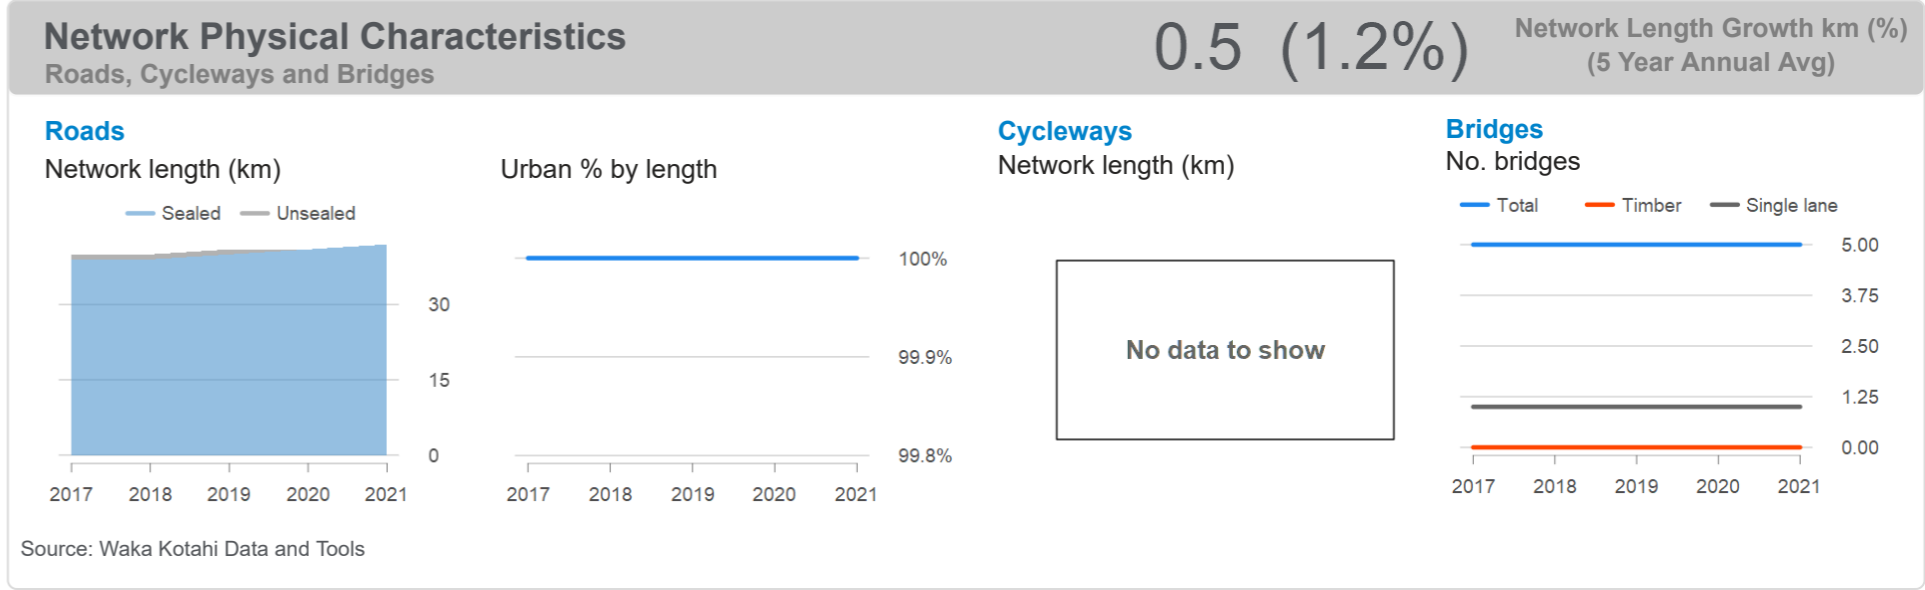 Network Physical Characteristics
Roads, Cycleways and Bridges
0.5 (1.2%)
Network Length Growth km (%)
(5 Year Annual Avg)
Roads
Network length (km)
Sealed Unsealed
30
15
0
2017 2018 2019 2020 2021
Urban % by length
100%
99.9%
99.8%
2017 2018 2019 2020 2021
Cycleways
Network length (km)
No data to show
Bridges
No. bridges
Total Timber Single lane
5.00
3.75
2.50
1.25
0.00
2017 2018 2019 2020 2021
Source: Waka Kotahi Data and Tools